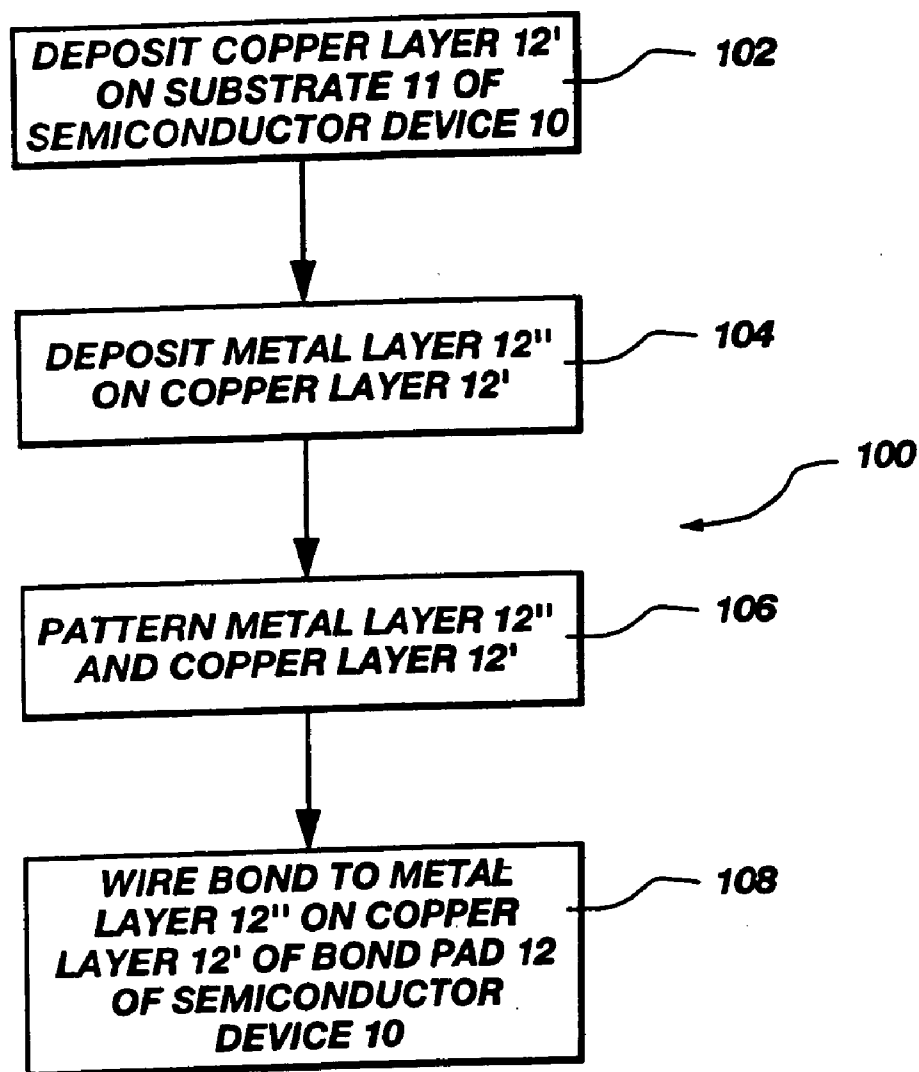 DEPOSIT COPPER LAYER 12'
ON SUBSTRATE 11 OF
SEMICONDUCTOR DEVICE 10
102
DEPOSIT METAL LAYER 12"
ON COPPER LAYER 12'
104
100
PATTERN METAL LAYER 12"
AND COPPER LAYER 12'
106
WIRE BOND TO METAL
LAYER 12" ON COPPER
LAYER 12' OF BOND PAD 12
OF SEMICONDUCTOR
DEVICE 10
108